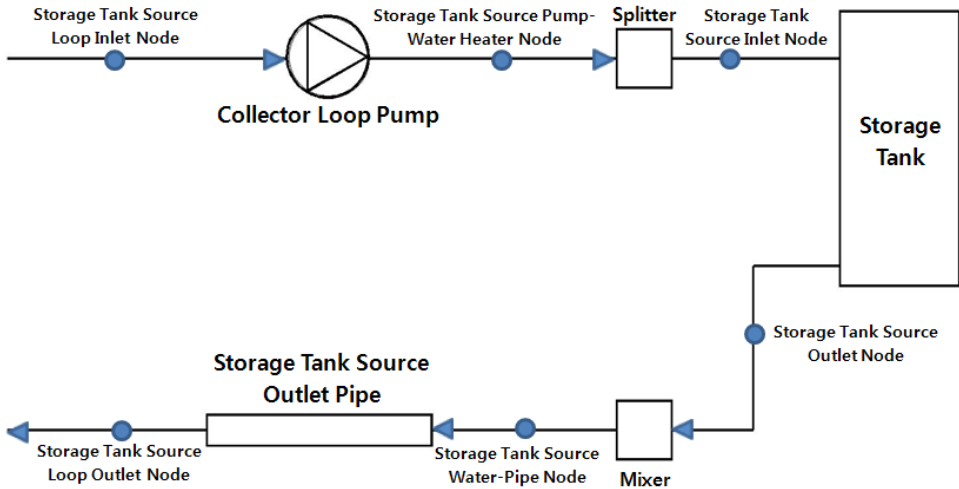 Storage Tank Source
Loop Inlet Node
Collector Loop Pump
Storage Tank Source Pump-
Water Heater Node
Splitter
Storage Tank
Source Inlet Node
Storage
Tank
Storage Tank Source
Outlet Node
Storage Tank Source
Outlet Pipe
Storage Tank Source
Loop Outlet Node
Storage Tank Source
Water-Pipe Node
Mixer